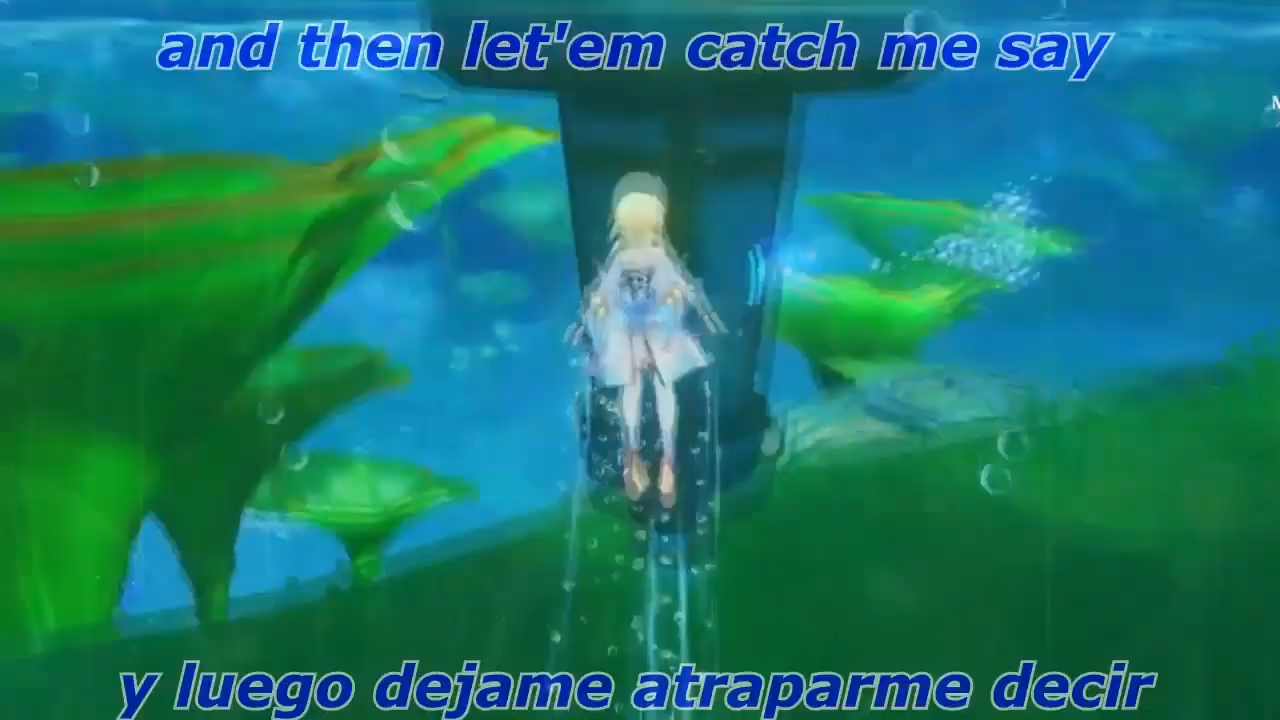 and then let'em catch me say
y luego dejame atraparme decir